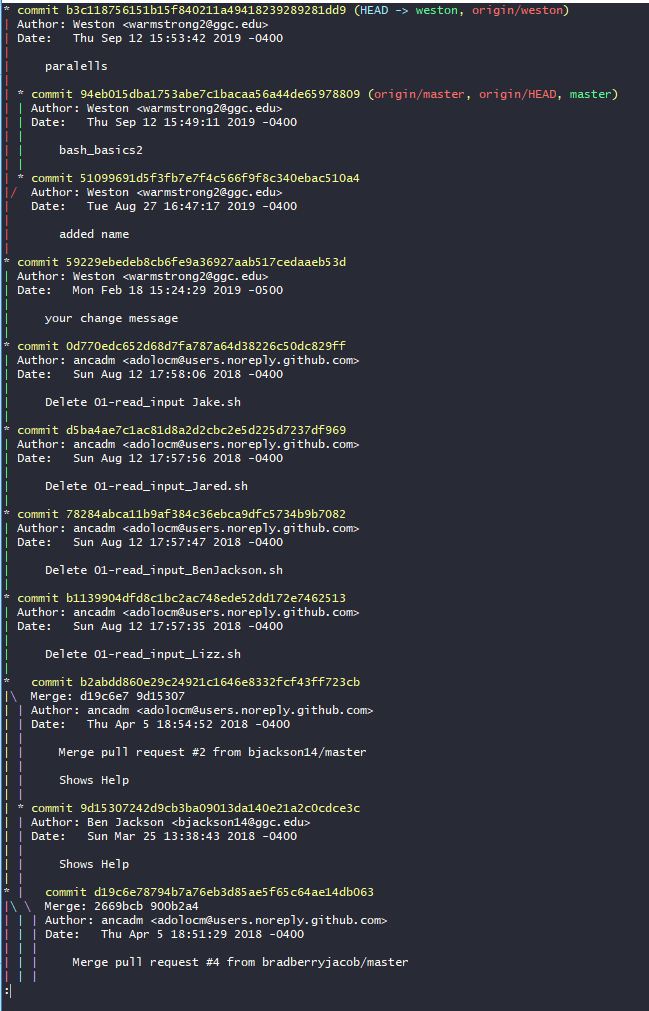 * commit b3c118756151b15f840211a49418239289281dd9 (HEAD -> weston, origin/weston)
| Author: Weston <warmstrong2@ggc.edu>
| Date:   Thu Sep 12 15:53:42 2019 -0400
|
|     paralells
|
| * commit 94eb015dba1753abe7c1bacaa56a44de65978809 (origin/master, origin/HEAD, master)
| | Author: Weston <warmstrong2@ggc.edu>
| | Date:   Thu Sep 12 15:49:11 2019 -0400
| |
| |     bash_basics2
| |
| * commit 51099691d5f3fb7e7f4c566f9f8c340ebac510a4
|/  Author: Weston <warmstrong2@ggc.edu>
|   Date:   Tue Aug 27 16:47:17 2019 -0400
|
|       added name
|
* commit 59229ebedeb8cb6fe9a36927aab517cedaaeb53d
| Author: Weston <warmstrong2@ggc.edu>
| Date:   Mon Feb 18 15:24:29 2019 -0500
|
|     your change message
|
* commit 0d770edc652d68d7fa787a64d38226c50dc829ff
| Author: ancadm <adolocm@users.noreply.github.com>
| Date:   Sun Aug 12 17:58:06 2018 -0400
|
|     Delete 01-read_input Jake.sh
|
* commit d5ba4ae7c1ac81d8a2d2cbc2e5d225d7237df969
| Author: ancadm <adolocm@users.noreply.github.com>
| Date:   Sun Aug 12 17:57:56 2018 -0400
|
|     Delete 01-read_input_Jared.sh
|
* commit 78284abca11b9af384c36ebca9dfc5734b9b7082
| Author: ancadm <adolocm@users.noreply.github.com>
| Date:   Sun Aug 12 17:57:47 2018 -0400
|
|     Delete 01-read_input_BenJackson.sh
|
* commit b1139904dfd8c1bc2ac748ede52dd172e7462513
| Author: ancadm <adolocm@users.noreply.github.com>
| Date:   Sun Aug 12 17:57:35 2018 -0400
|
|     Delete 01-read_input_Lizz.sh
|
*   commit b2abdd860e29c24921c1646e8332fcf43ff723cb
|\  Merge: d19c6e7 9d15307
| | Author: ancadm <adolocm@users.noreply.github.com>
| | Date:   Thu Apr 5 18:54:52 2018 -0400
| |
| |     Merge pull request #2 from bjackson14/master
| |
| |     Shows Help
| |
| * commit 9d15307242d9cb3ba09013da140e21a2c0cdce3c
| | Author: Ben Jackson <bjackson14@ggc.edu>
| | Date:   Sun Mar 25 13:38:43 2018 -0400
| |
| |     Shows Help
| |
* |   commit d19c6e78794b7a76eb3d85ae5f65c64ae14db063
|\ \  Merge: 2669bcb 900b2a4
| | | Author: ancadm <adolocm@users.noreply.github.com>
| | | Date:   Thu Apr 5 18:51:29 2018 -0400
| | |
| | |     Merge pull request #4 from bradberryjacob/master
| | |
: